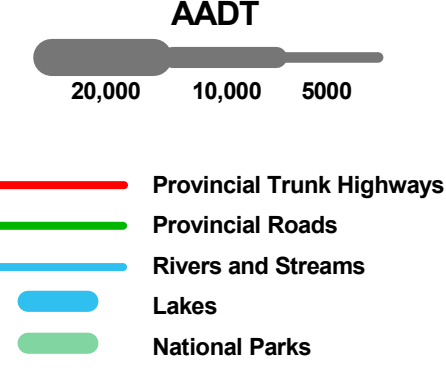 AADT
20,000 10,000 5000
Provincial Trunk Highways
Provincial Roads
Rivers and Streams
Lakes
National Parks